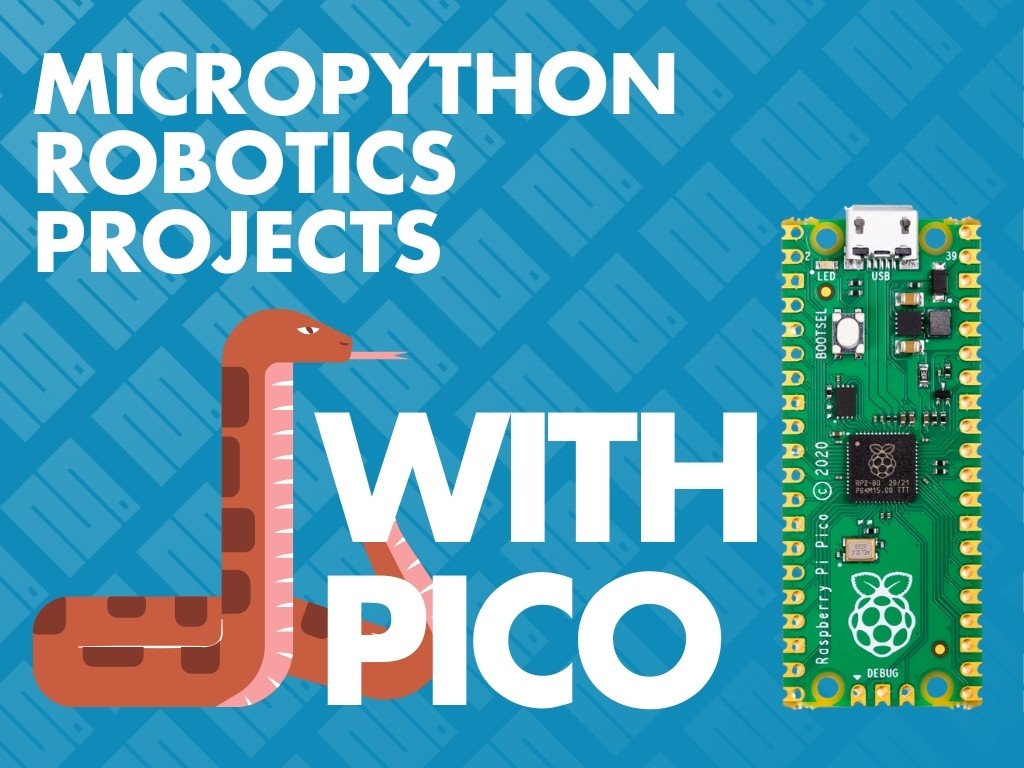 MICROPYTHON
ROBOTICS
PROJECTS
WITH
PICO
2
39
LED
USB
BOOTSEL
RP2-B0 20/21
P64M15.00 TTT
Raspberry Pi Pico © 2020
DEBUG